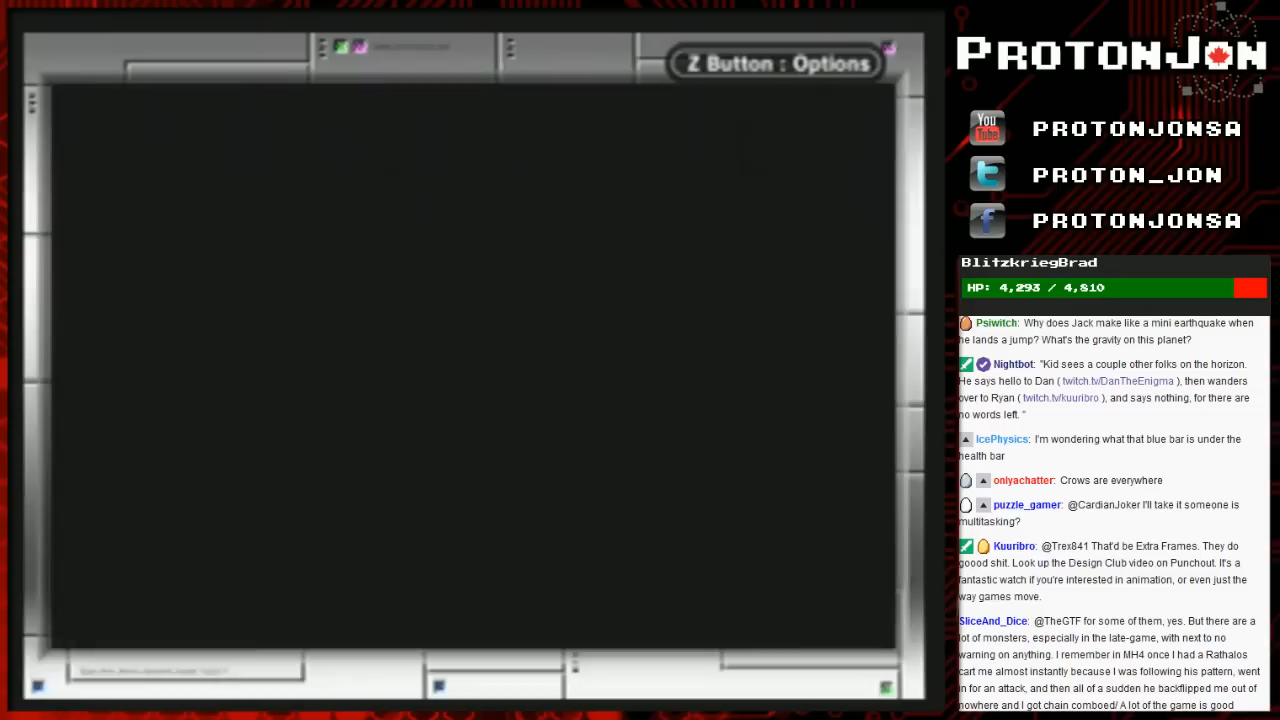 Z Button : Options
PROTONJON
You
Tube
PROTONJONSA
PROTON_JON
PROTONJONSA
BlitzkriegBrad
HP: 4,293 / 4,810
Psiwitch: Why does Jack make like a mini earthquake when
he lands a jump? What's the gravity on this planet?
Nightbot: "Kid sees a couple other folks on the horizon.
He says hello to Dan ( twitch.tv/DanTheEnigma ), then wanders
over to Ryan ( twitch.tv/kuuribro ), and says nothing, for there are
no words left. "
IcePhysics: I'm wondering what that blue bar is under the
health bar
onlyachatter: Crows are everywhere
puzzle_gamer: @CardianJoker I'll take it someone is
multitasking?
Kuuribro: @Trex841 That'd be Extra Frames. They do
goood shit. Look up the Design Club video on Punchout. It's a
fantastic watch if you're interested in animation, or even just the
way games move.
SliceAnd_Dice: @TheGTF for some of them, yes. But there are a
lot of monsters, especially in the late-game, with next to no
warning on anything. I remember in MH4 once I had a Rathalos
cart me almost instantly because I was following his pattern, went
in for an attack, and then all of a sudden he backflipped me out of
nowhere and I got chain comboed/ A lot of the game is good